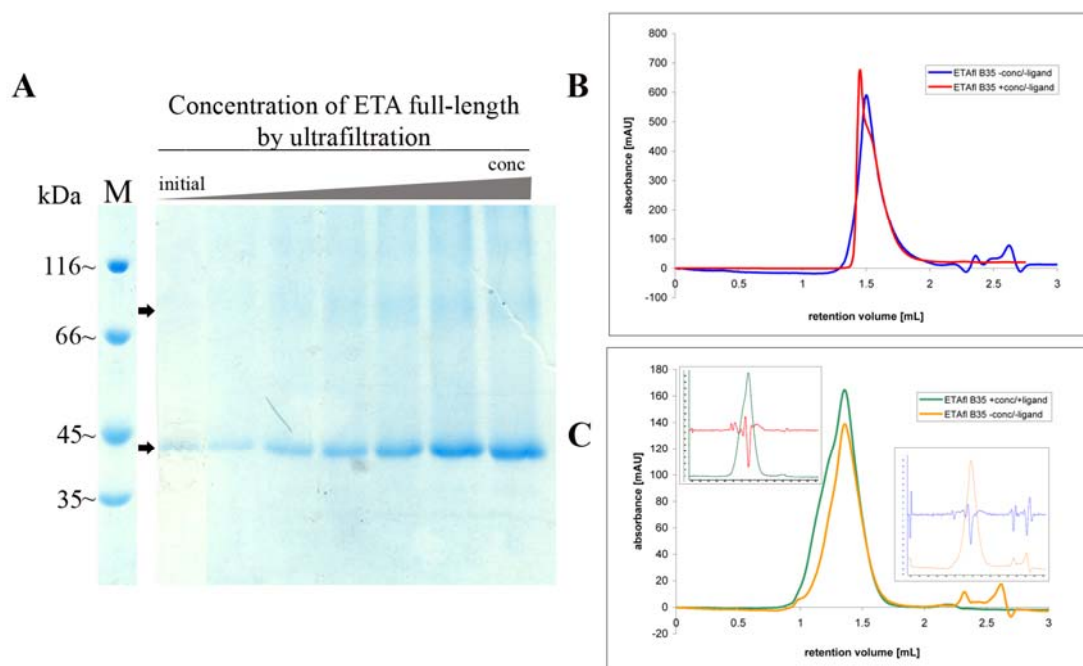 A
Concentration of ETA full-length
by ultrafiltration
initial
conc
kDa
M
116~
66~
45~
35~
B
800
700
600
500
400
300
200
100
0
-100
absorbance [mAU]
0 0.5 1 1.5 2 2.5 3
retention volume [mL]
ETAfl B35 -conc/-ligand
ETAfl B35 +conc/-ligand
C
180
160
140
120
100
80
60
40
20
0
-20
absorbance [mAU]
0 0.5 1 1.5 2 2.5 3
retention volume [mL]
ETAfl B35 +conc/+ligand
ETAfl B35 -conc/-ligand